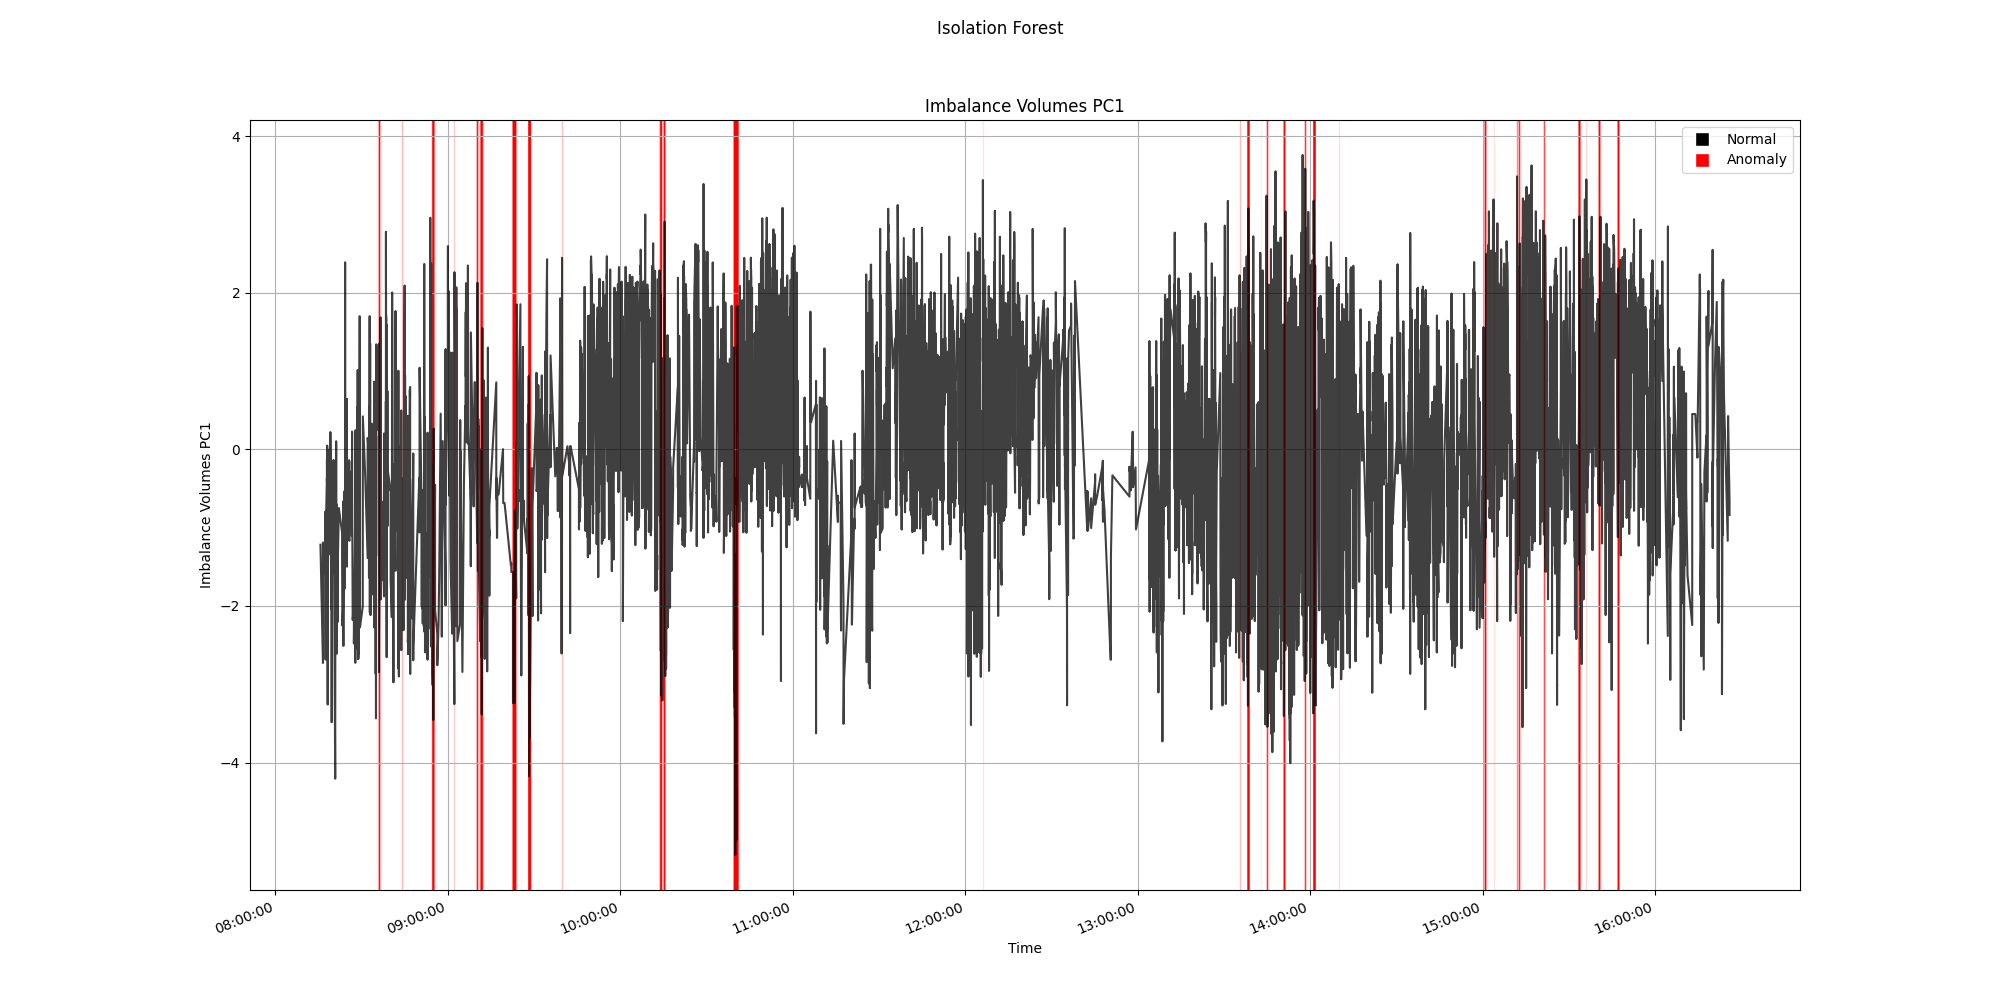 Isolation Forest
Imbalance Volumes PC1
Normal
Anomaly
4
2
0
−2
−4
Imbalance Volumes PC1
08:00:00
09:00:00
10:00:00
11:00:00
12:00:00
13:00:00
14:00:00
15:00:00
16:00:00
Time